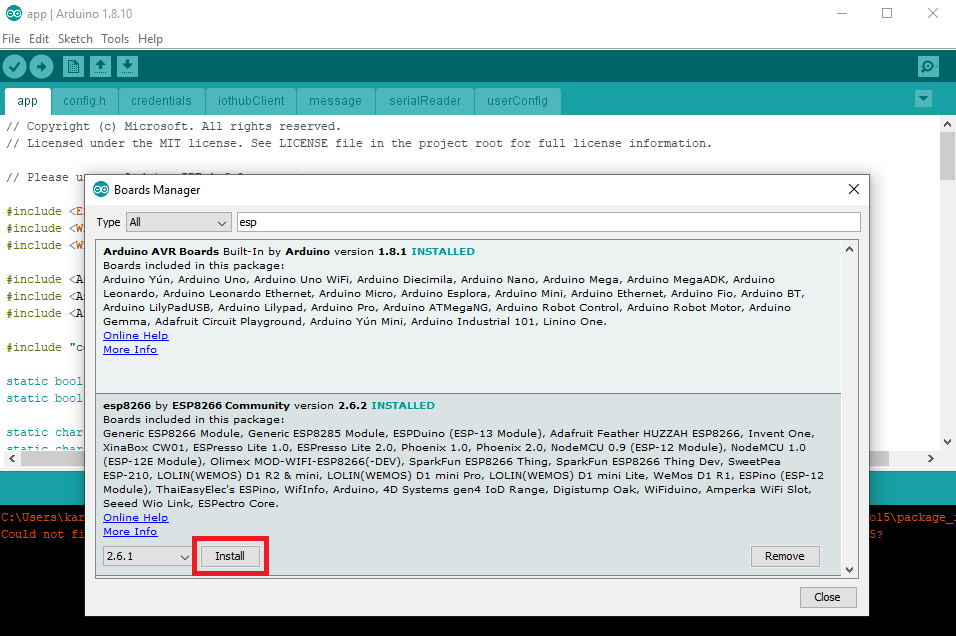 app | Arduino 1.8.10
File Edit Sketch Tools Help
app config.h credentials iothubClient message serialReader userConfig
// Copyright (c) Microsoft. All rights reserved.
// Licensed under the MIT license. See LICENSE file in the project root for full license information.
// Please
#include <E
#include <W
#include <W
#include <A
#include <A
#include <A
#include "co
static bool
static bool
static char
static char
Boards Manager
Type All esp
Arduino AVR Boards Built-In by Arduino version 1.8.1 INSTALLED
Boards included in this package:
Arduino Yún, Arduino Uno, Arduino Uno WiFi, Arduino Diecimila, Arduino Nano, Arduino Mega, Arduino MegaADK, Arduino
Leonardo, Arduino Leonardo Ethernet, Arduino Micro, Arduino Esplora, Arduino Mini, Arduino Ethernet, Arduino Fio, Arduino BT,
Arduino LilyPadUSB, Arduino Lilypad, Arduino Pro, Arduino ATMegaNG, Arduino Robot Control, Arduino Robot Motor, Arduino
Gemma, Adafruit Circuit Playground, Arduino Yún Mini, Arduino Industrial 101, Linino One.
Online Help
More Info
esp8266 by ESP8266 Community version 2.6.2 INSTALLED
Boards included in this package:
Generic ESP8266 Module, Generic ESP8285 Module, ESPDuino (ESP-13 Module), Adafruit Feather HUZZAH ESP8266, Invent One,
XinaBox CW01, ESPresso Lite 1.0, ESPresso Lite 2.0, Phoenix 1.0, Phoenix 2.0, NodeMCU 0.9 (ESP-12 Module), NodeMCU 1.0
(ESP-12E Module), Olimex MOD-WIFI-ESP8266(-DEV), SparkFun ESP8266 Thing, SparkFun ESP8266 Thing Dev, SweetPea
ESP-210, LOLIN(WEMOS) D1 R2 & mini, LOLIN(WEMOS) D1 mini Pro, LOLIN(WEMOS) D1 mini Lite, WeMos D1 R1, ESPino (ESP-12
Module), ThaiEasyElec's ESPino, WifInfo, Arduino, 4D Systems gen4 IoD Range, Digistump Oak, WiFiduino, Amperka WiFi Slot,
Seeed Wio Link, ESPectro Core.
Online Help
More Info
2.6.1 Install Remove
Close
C:\Users\kar ol5\package_
Could not fi 5?